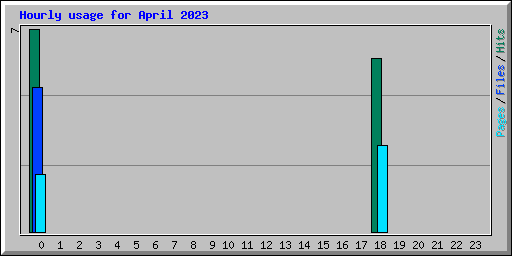 Hourly usage for April 2023
7
Pages/Files/Hits
0 1 2 3 4 5 6 7 8 9 10 11 12 13 14 15 16 17 18 19 20 21 22 23